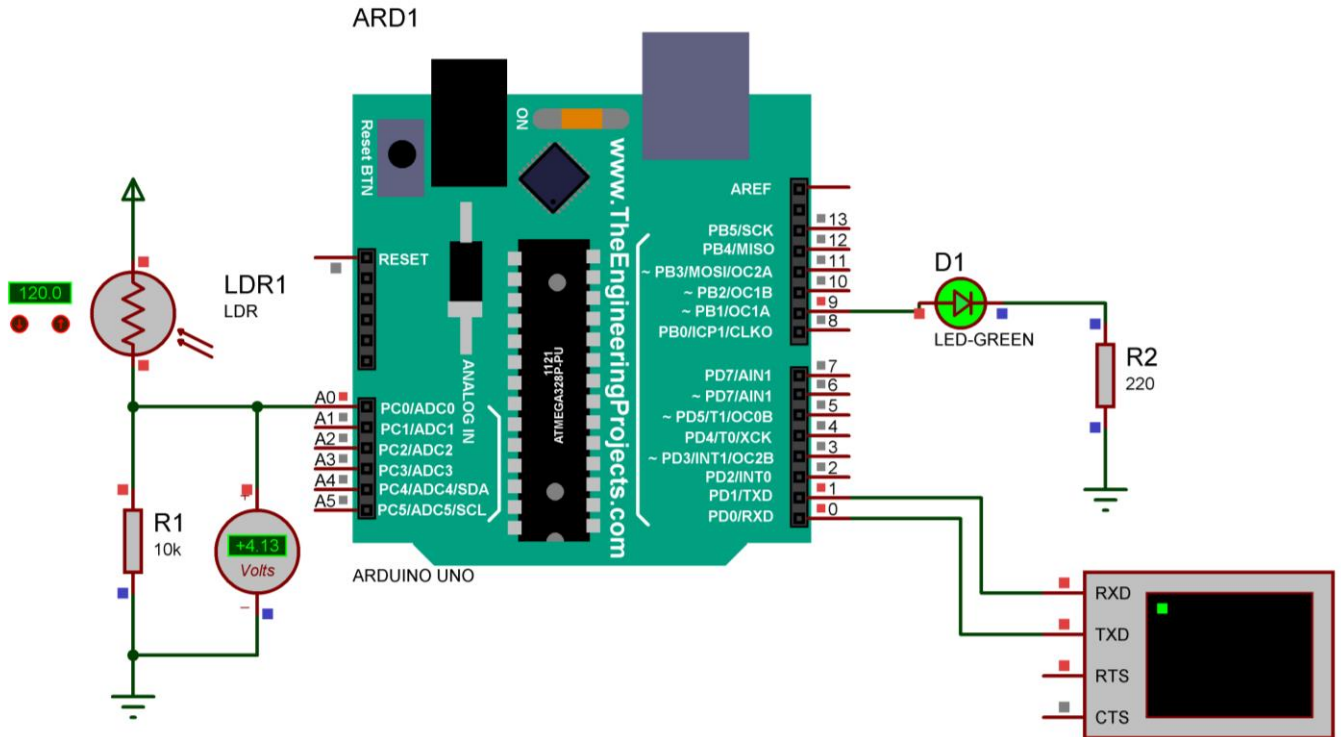 ARD1
Reset BTN
ON
www.TheEngineeringProjects.com
RESET
ANALOG IN
1121
ATMEGA328P-PU
AREF
PB5/SCK
13
PB4/MISO
12
~ PB3/MOSI/OC2A
11
~ PB2/OC1B
10
~ PB1/OC1A
9
PB0/ICP1/CLKO
8
PD7/AIN1
7
~ PD7/AIN1
6
~ PD5/T1/OC0B
5
PD4/T0/XCK
4
~ PD3/INT1/OC2B
3
PD2/INT0
2
PD1/TXD
1
PD0/RXD
0
A0
PC0/ADC0
A1
PC1/ADC1
A2
PC2/ADC2
A3
PC3/ADC3
A4
PC4/ADC4/SDA
A5
PC5/ADC5/SCL
ARDUINO UNO
120.0
LDR1
LDR
R1
10k
+
+4.13
Volts
−
D1
LED-GREEN
R2
220
RXD
TXD
RTS
CTS